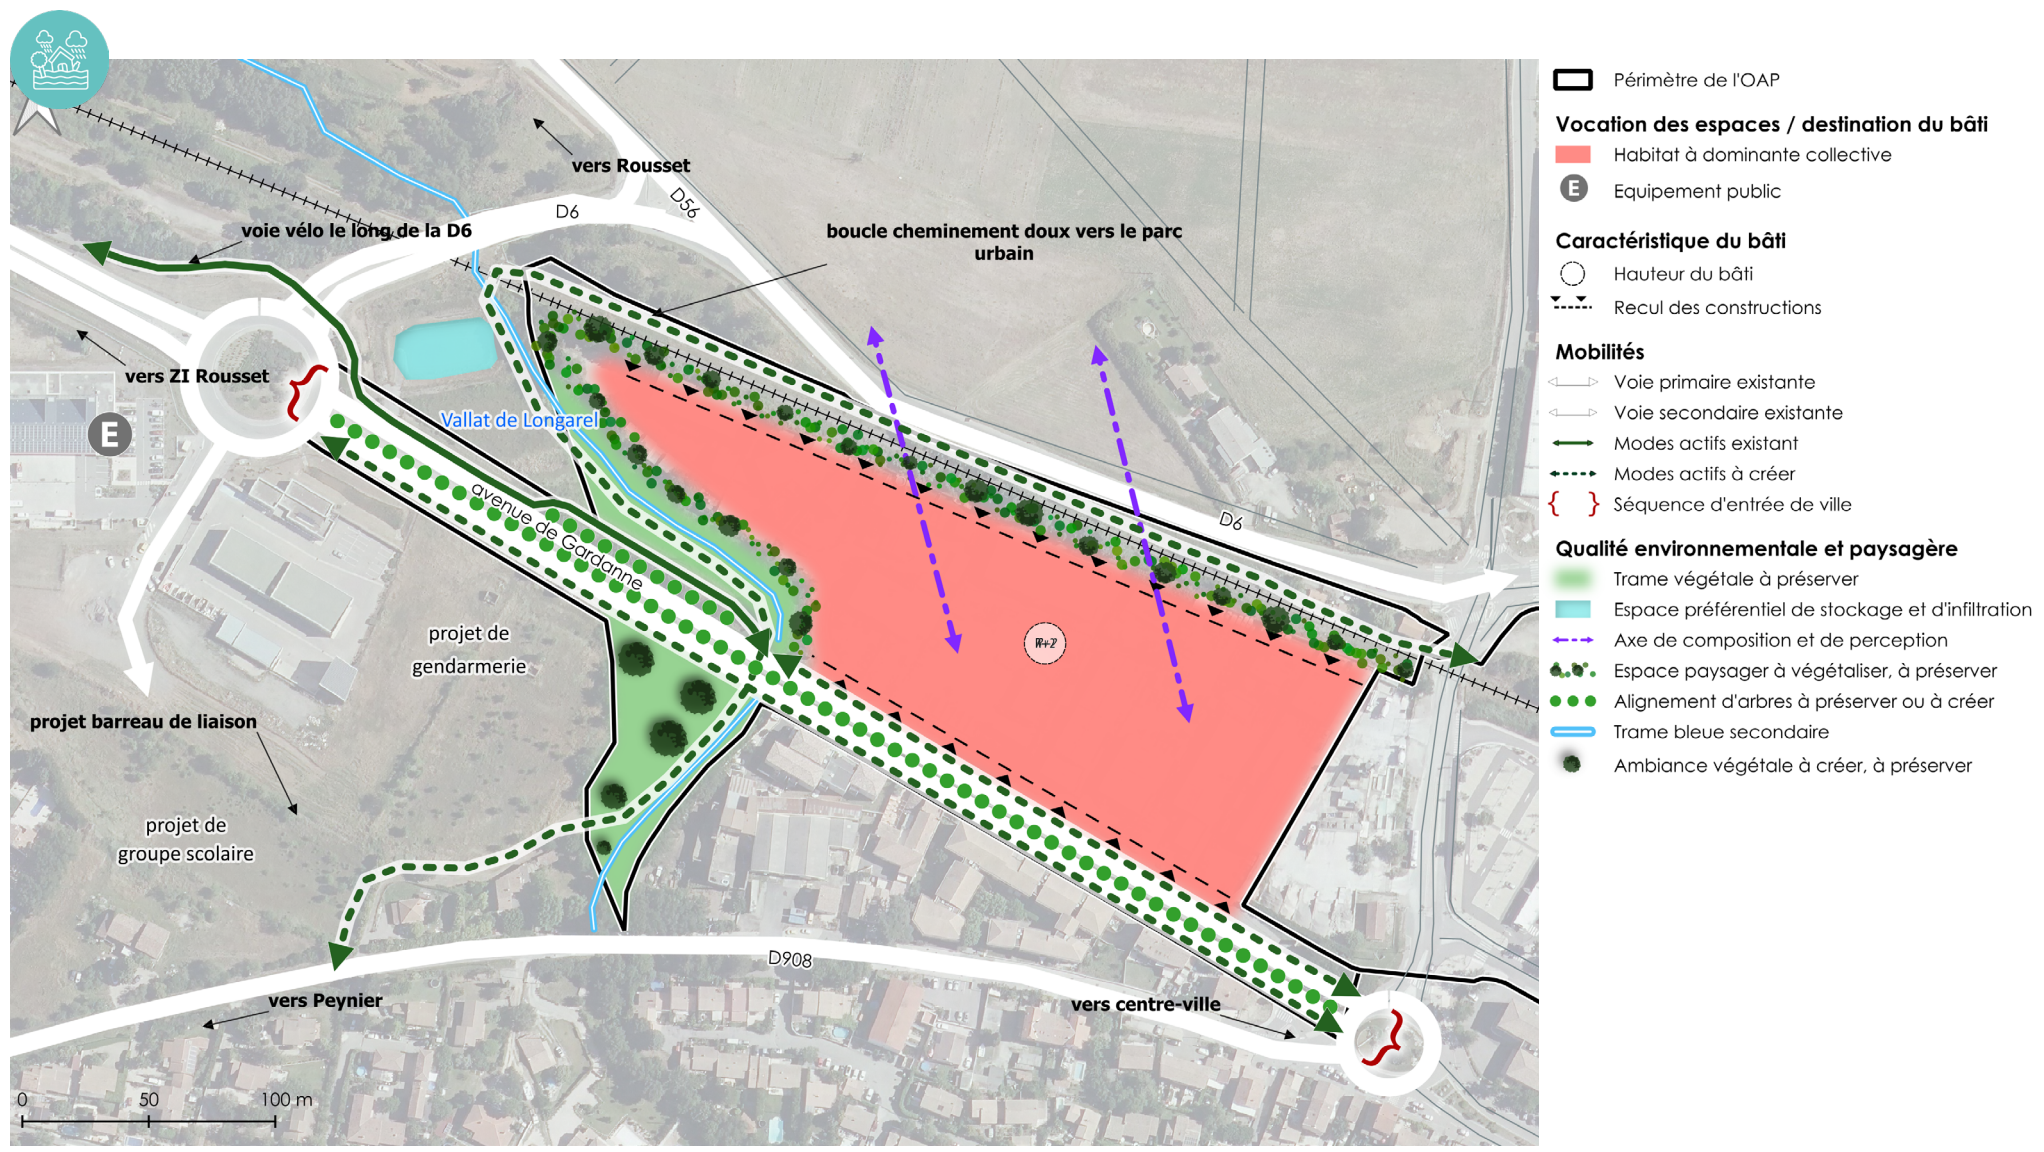 vers Rousset
D6
D56
voie vélo le long de la D6
boucle cheminement doux vers le parc
urbain
vers ZI Rousset
E
Vallat de Longarel
avenue de Gardanne
D6
projet de
gendarmerie
projet barreau de liaison
projet de
groupe scolaire
D908
vers Peynier
vers centre-ville
0 50 100 m
Périmètre de l'OAP
Vocation des espaces / destination du bâti
Habitat à dominante collective
E Equipement public
Caractéristique du bâti
Hauteur du bâti
Recul des constructions
Mobilités
Voie primaire existante
Voie secondaire existante
Modes actifs existant
Modes actifs à créer
Séquence d'entrée de ville
Qualité environnementale et paysagère
Trame végétale à préserver
Espace préférentiel de stockage et d'infiltration
Axe de composition et de perception
Espace paysager à végétaliser, à préserver
Alignement d'arbres à préserver ou à créer
Trame bleue secondaire
Ambiance végétale à créer, à préserver